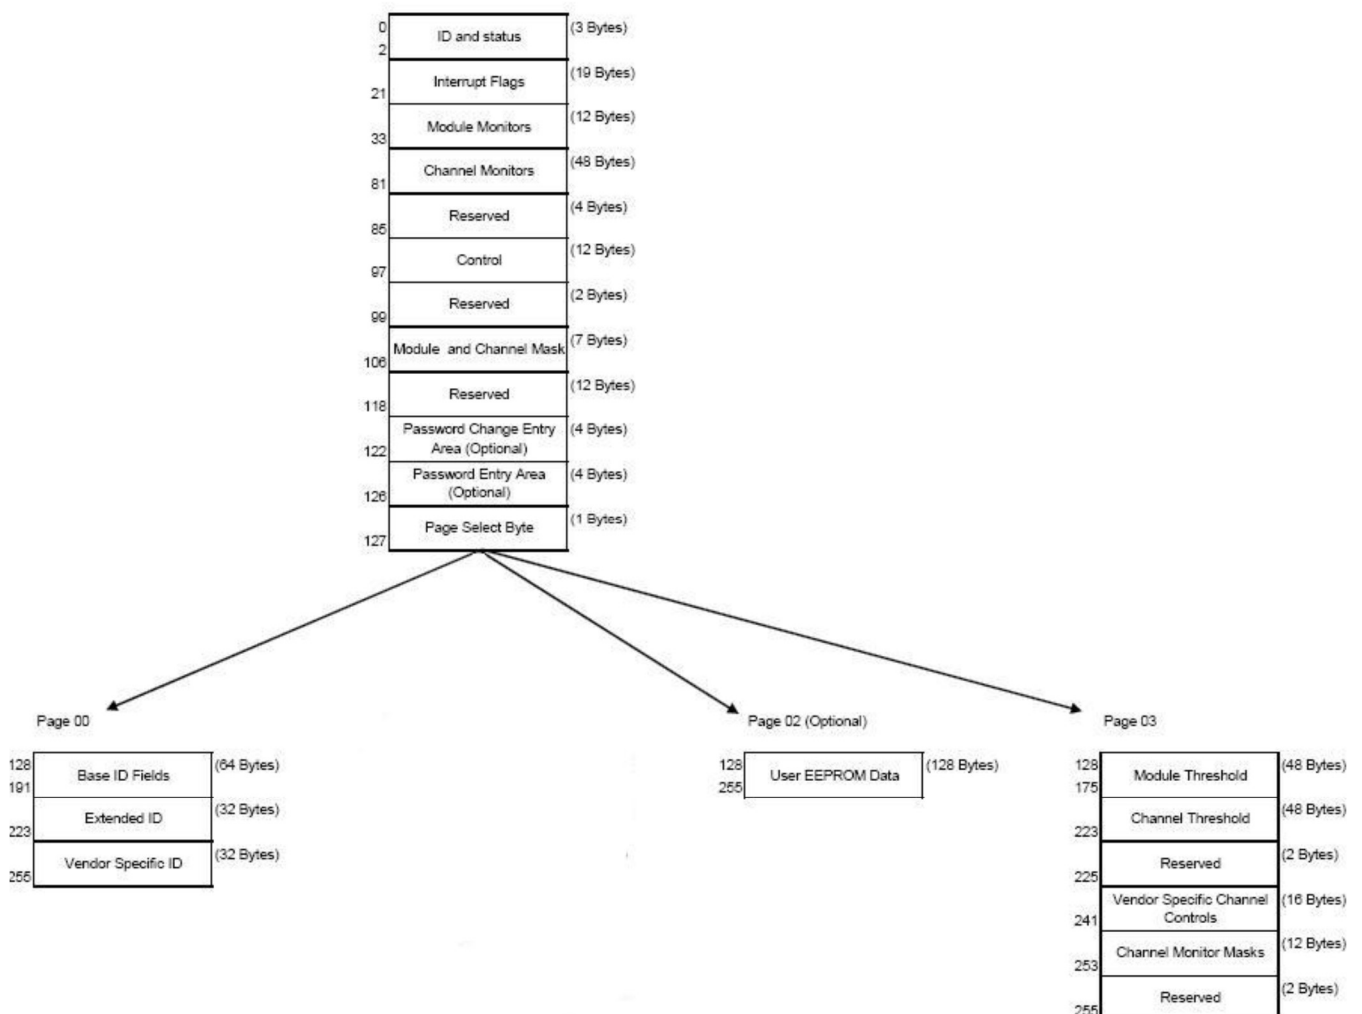 0
ID and status
(3 Bytes)
2
Interrupt Flags
(19 Bytes)
21
Module Monitors
(12 Bytes)
33
Channel Monitors
(48 Bytes)
81
Reserved
(4 Bytes)
85
Control
(12 Bytes)
97
Reserved
(2 Bytes)
99
Module and Channel Mask
(7 Bytes)
106
Reserved
(12 Bytes)
118
Password Change Entry
Area (Optional)
(4 Bytes)
122
Password Entry Area
(Optional)
(4 Bytes)
126
Page Select Byte
(1 Bytes)
127
Page 00
128
Base ID Fields
(64 Bytes)
191
Extended ID
(32 Bytes)
223
Vendor Specific ID
(32 Bytes)
255
Page 02 (Optional)
128
User EEPROM Data
(128 Bytes)
255
Page 03
128
Module Threshold
(48 Bytes)
175
Channel Threshold
(48 Bytes)
223
Reserved
(2 Bytes)
225
Vendor Specific Channel
Controls
(16 Bytes)
241
Channel Monitor Masks
(12 Bytes)
253
Reserved
(2 Bytes)
255